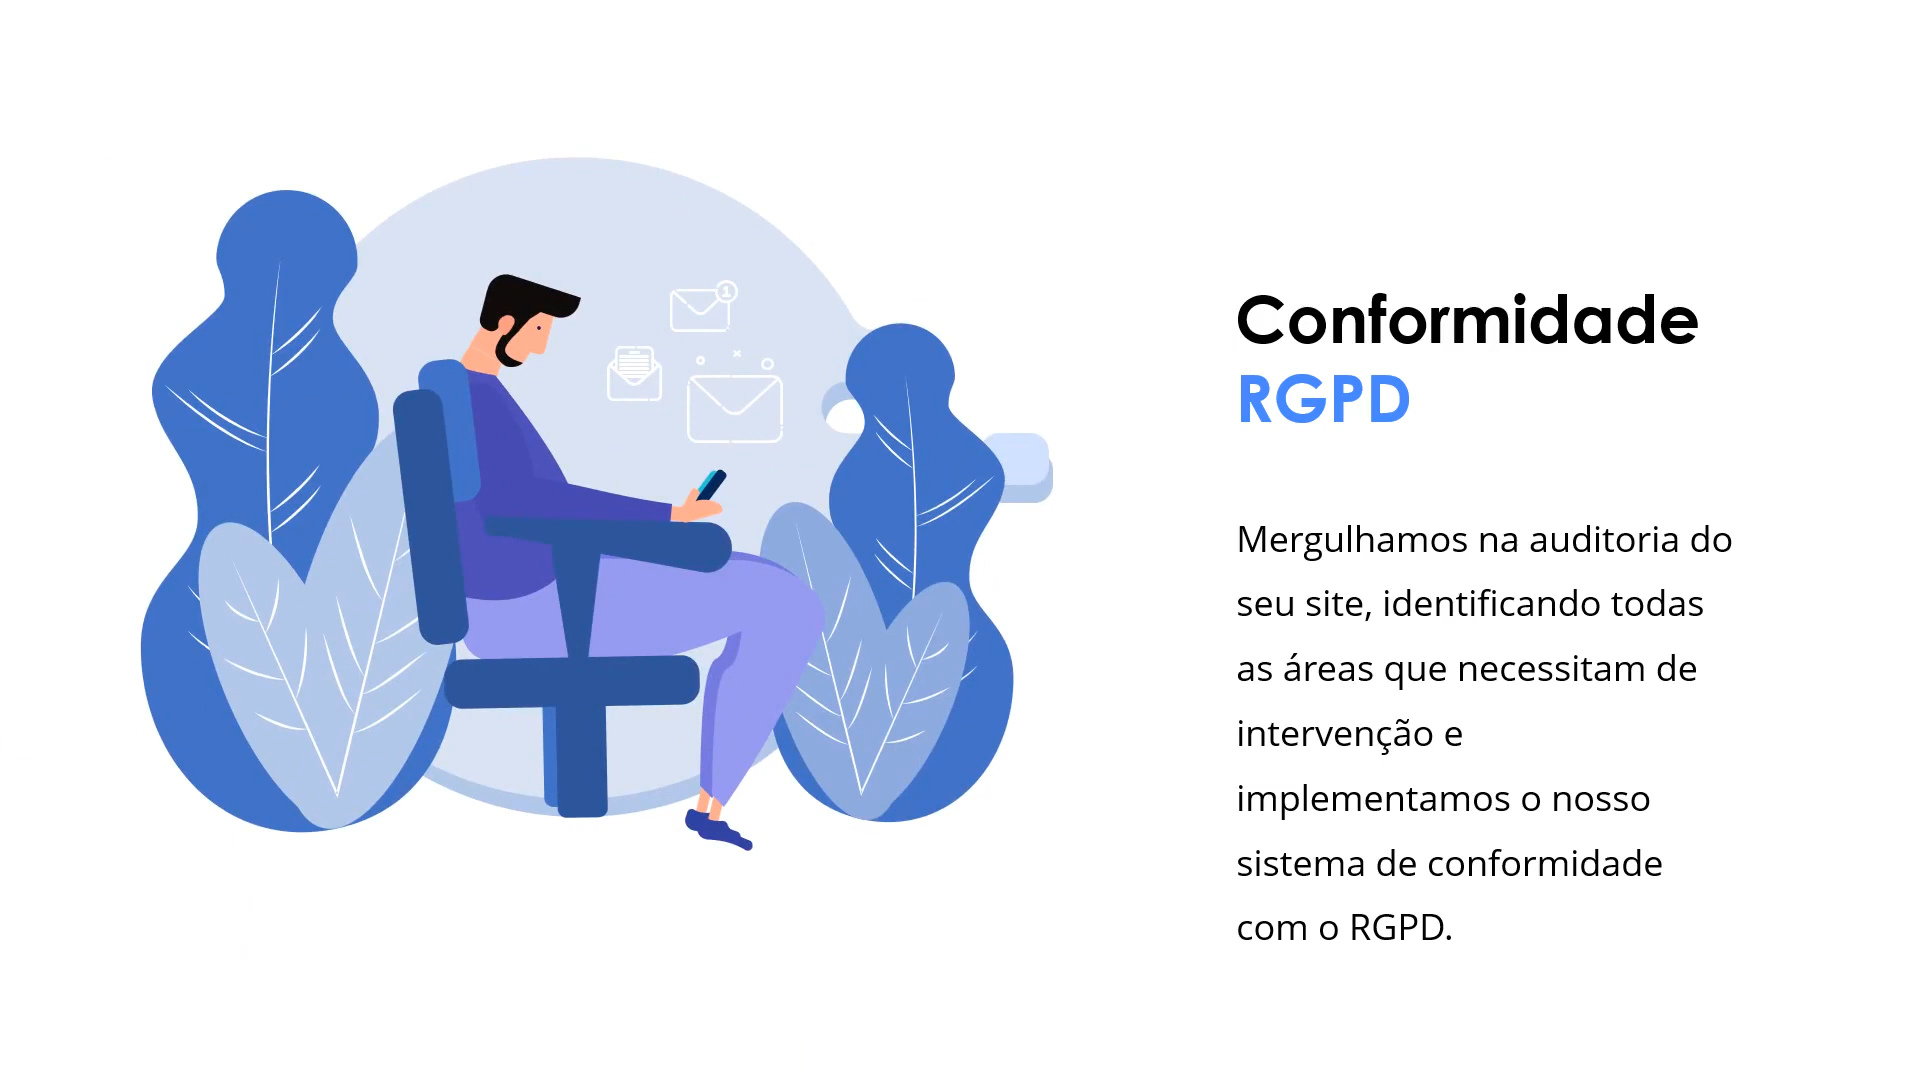 1
Conformidade
RGPD
Mergulhamos na auditoria do
seu site, identificando todas
as áreas que necessitam de
intervenção e
implementamos o nosso
sistema de conformidade
com o RGPD.